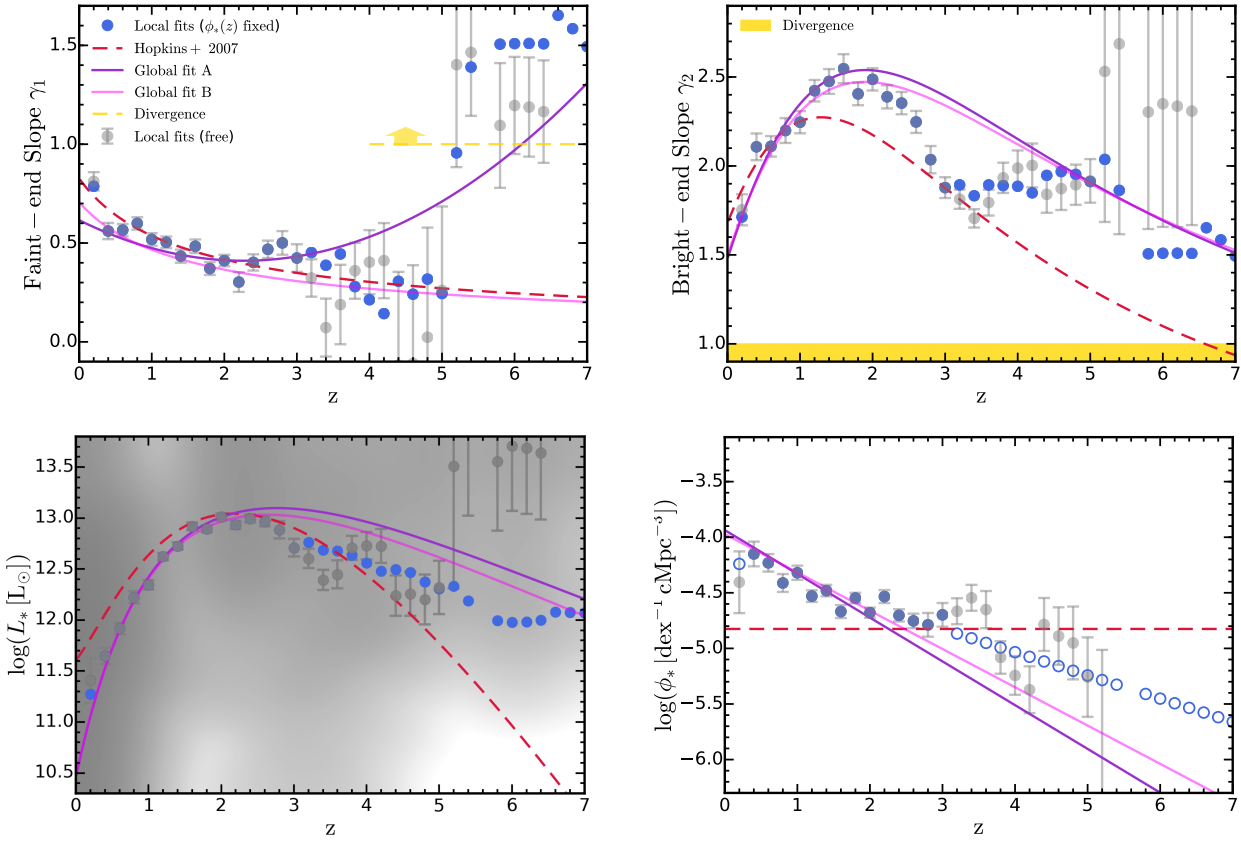 Faint − end Slope γ₁
1.5
1.0
0.5
0.0
Local fits (ϕ∗(z) fixed)
Hopkins+ 2007
Global fit A
Global fit B
Divergence
Local fits (free)
0 1 2 3 4 5 6 7
z
Bright − end Slope γ₂
2.5
2.0
1.5
1.0
Divergence
0 1 2 3 4 5 6 7
z
log(L∗ [L⊙])
13.5
13.0
12.5
12.0
11.5
11.0
10.5
0 1 2 3 4 5 6 7
z
log(ϕ∗ [dex⁻¹ cMpc⁻³])
−3.5
−4.0
−4.5
−5.0
−5.5
−6.0
0 1 2 3 4 5 6 7
z